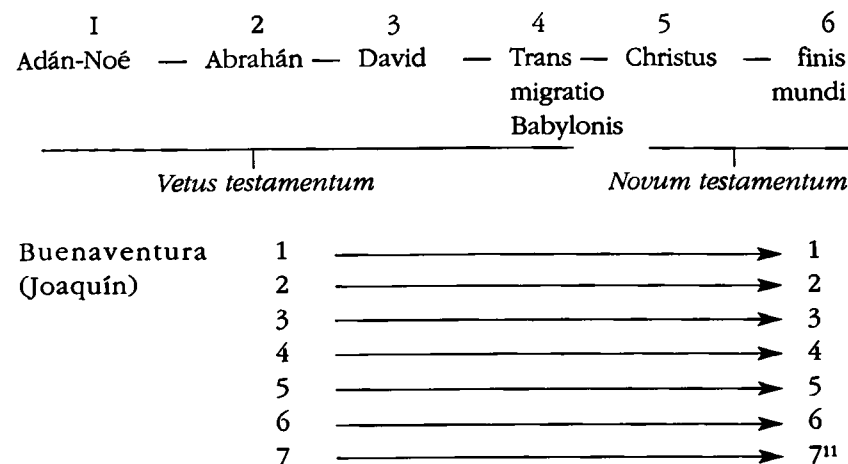 I 2 3 4 5 6
Adán-Noé — Abrahán — David — Trans — Christus — finis
migratio mundi
Babylonis
Vetus testamentum Novum testamentum
Buenaventura 1 1
(Joaquín) 2 2
3 3
4 4
5 5
6 6
7 7¹¹